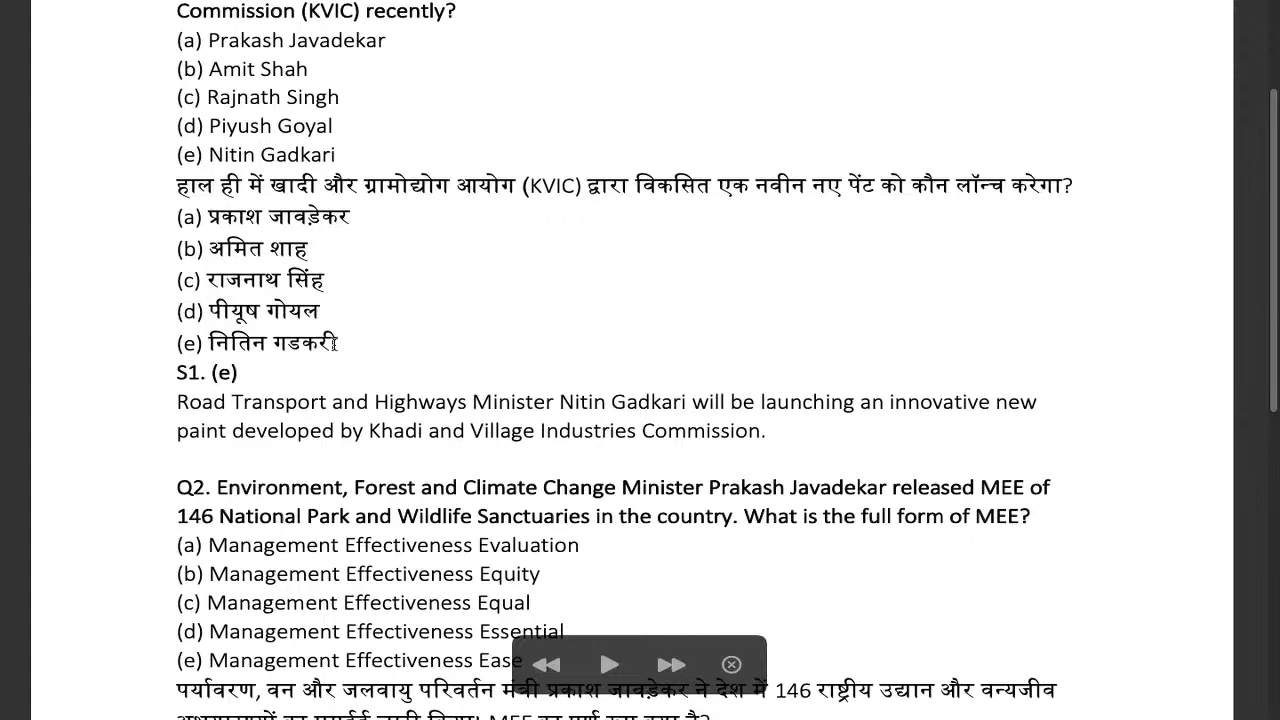 Commission (KVIC) recently?
(a) Prakash Javadekar
(b) Amit Shah
(c) Rajnath Singh
(d) Piyush Goyal
(e) Nitin Gadkari
हाल ही में खादी और ग्रामोद्योग आयोग (KVIC) द्वारा विकसित एक नवीन नए पेंट को कौन लॉन्च करेगा?
(a) प्रकाश जावड़ेकर
(b) अमित शाह
(c) राजनाथ सिंह
(d) पीयूष गोयल
(e) नितिन गडकरी
S1. (e)
Road Transport and Highways Minister Nitin Gadkari will be launching an innovative new
paint developed by Khadi and Village Industries Commission.
Q2. Environment, Forest and Climate Change Minister Prakash Javadekar released MEE of
146 National Park and Wildlife Sanctuaries in the country. What is the full form of MEE?
(a) Management Effectiveness Evaluation
(b) Management Effectiveness Equity
(c) Management Effectiveness Equal
(d) Management Effectiveness Essential
(e) Management Effectiveness Ease
पर्यावरण, वन और जलवायु परिवर्तन मंत्री प्रकाश जावड़ेकर ने देश में 146 राष्ट्रीय उद्यान और वन्यजीव
MEE का पूर्ण रूप क्या है?